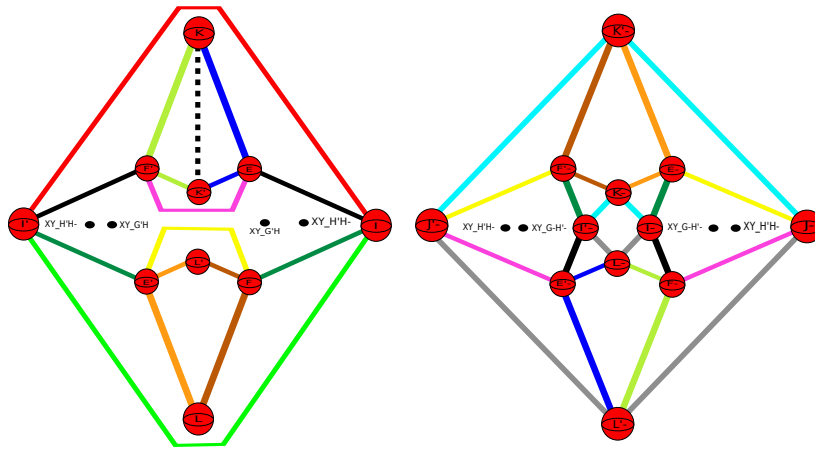 K
F'
E
K'
I'
XY_H'H-
XY_G'H
XY_G'H
XY_H'H-
I
E'
L'
F
L
K'-
E-
K-
J'-
XY_H'H-
XY_G-H'-
I'-
I-
XY_G-H'-
XY_H'H-
J-
E'-
L-
F-
L'-